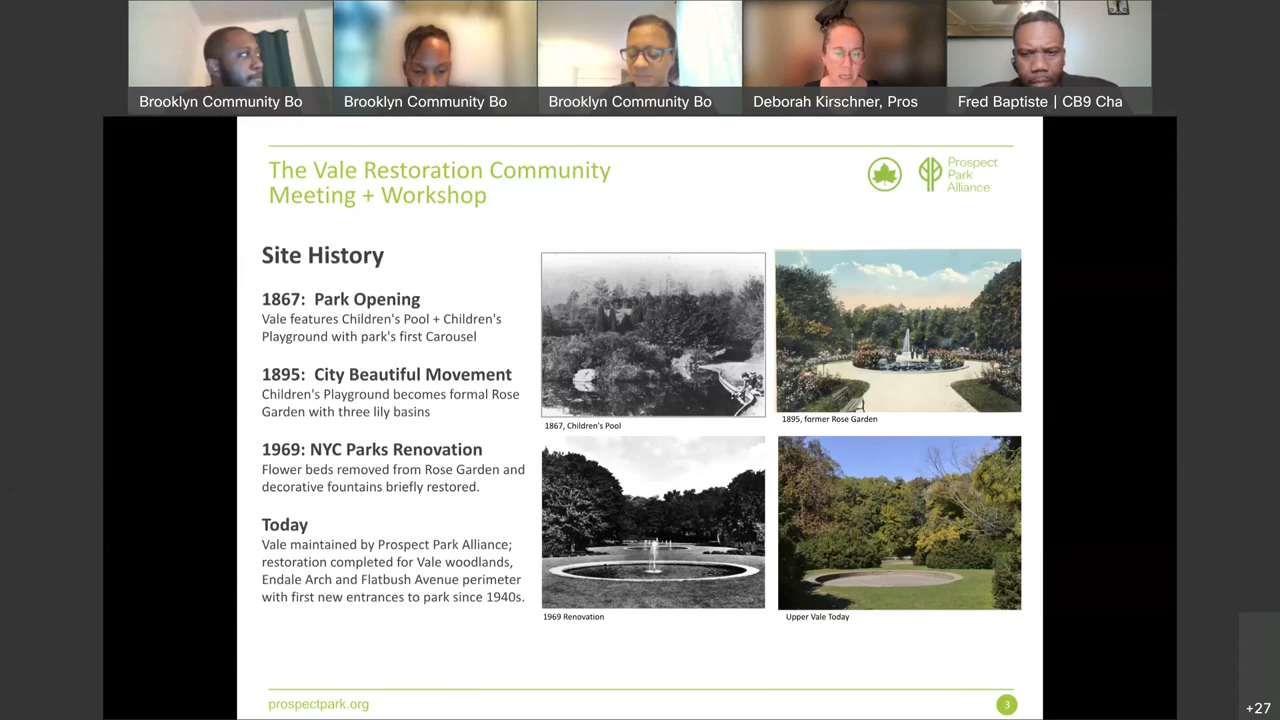 Brooklyn Community Bo
Brooklyn Community Bo
Brooklyn Community Bo
Deborah Kirschner, Pros
Fred Baptiste | CB9 Cha
The Vale Restoration Community
Meeting + Workshop
Prospect
Park
Alliance
Site History
1867: Park Opening
Vale features Children's Pool + Children's
Playground with park's first Carousel
1895: City Beautiful Movement
Children's Playground becomes formal Rose
Garden with three lily basins
1969: NYC Parks Renovation
Flower beds removed from Rose Garden and
decorative fountains briefly restored.
Today
Vale maintained by Prospect Park Alliance;
restoration completed for Vale woodlands,
Endale Arch and Flatbush Avenue perimeter
with first new entrances to park since 1940s.
1867, Children's Pool
1895, former Rose Garden
1969 Renovation
Upper Vale Today
prospectpark.org
3
+27